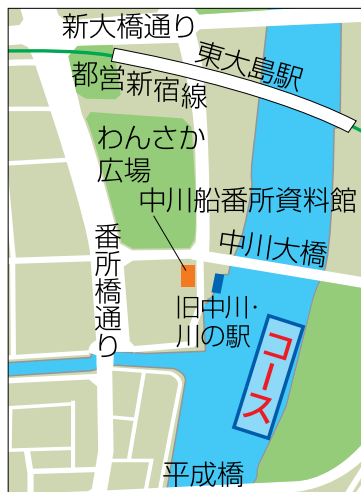 新大橋通り
東大島駅
都営新宿線
わんさか
広場
中川船番所資料館
中川大橋
番所橋通り
旧中川・
川の駅
コース
平成橋